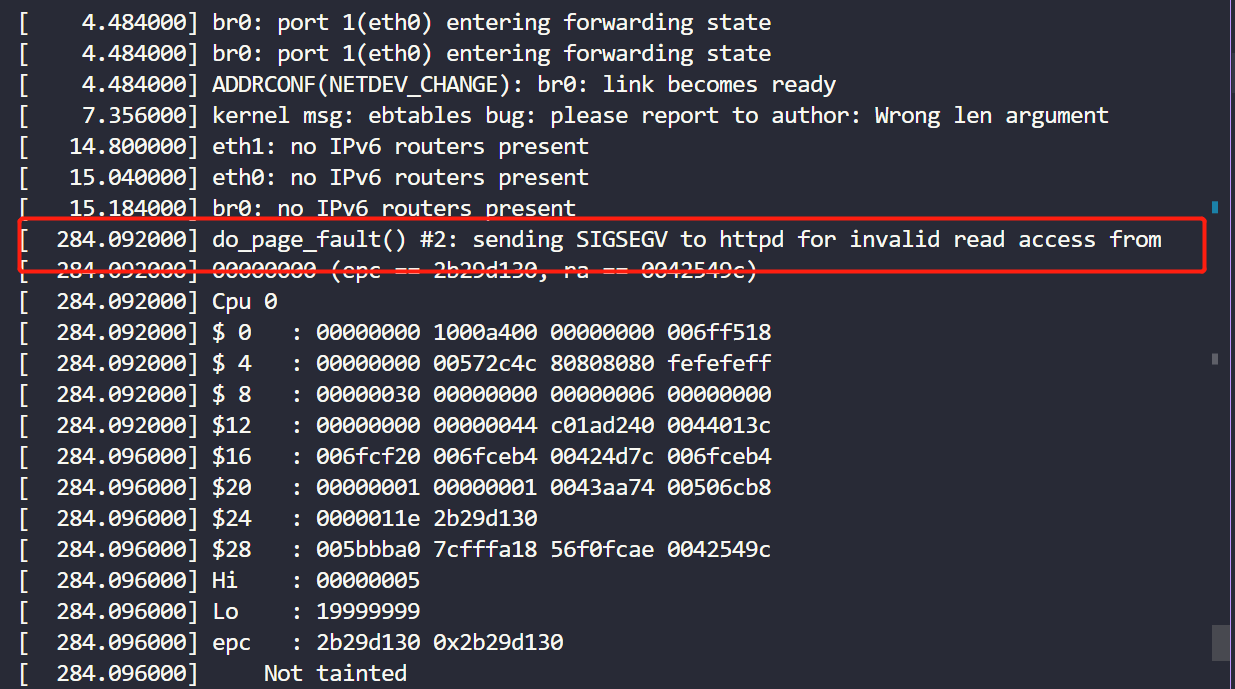 [    4.484000] br0: port 1(eth0) entering forwarding state
[    4.484000] br0: port 1(eth0) entering forwarding state
[    4.484000] ADDRCONF(NETDEV_CHANGE): br0: link becomes ready
[    7.356000] kernel msg: ebtables bug: please report to author: Wrong len argument
[   14.800000] eth1: no IPv6 routers present
[   15.040000] eth0: no IPv6 routers present
[   15.184000] br0: no IPv6 routers present
[  284.092000] do_page_fault() #2: sending SIGSEGV to httpd for invalid read access from
[  284.092000] 00000000 (epc == 2b29d130, ra == 0042549c)
[  284.092000] Cpu 0
[  284.092000] $ 0   : 00000000 1000a400 00000000 006ff518
[  284.092000] $ 4   : 00000000 00572c4c 80808080 fefefeff
[  284.092000] $ 8   : 00000030 00000000 00000006 00000000
[  284.092000] $12   : 00000000 00000044 c01ad240 0044013c
[  284.096000] $16   : 006fcf20 006fceb4 00424d7c 006fceb4
[  284.096000] $20   : 00000001 00000001 0043aa74 00506cb8
[  284.096000] $24   : 0000011e 2b29d130
[  284.096000] $28   : 005bbba0 7cfffa18 56f0fcae 0042549c
[  284.096000] Hi    : 00000005
[  284.096000] Lo    : 19999999
[  284.096000] epc   : 2b29d130 0x2b29d130
[  284.096000]     Not tainted